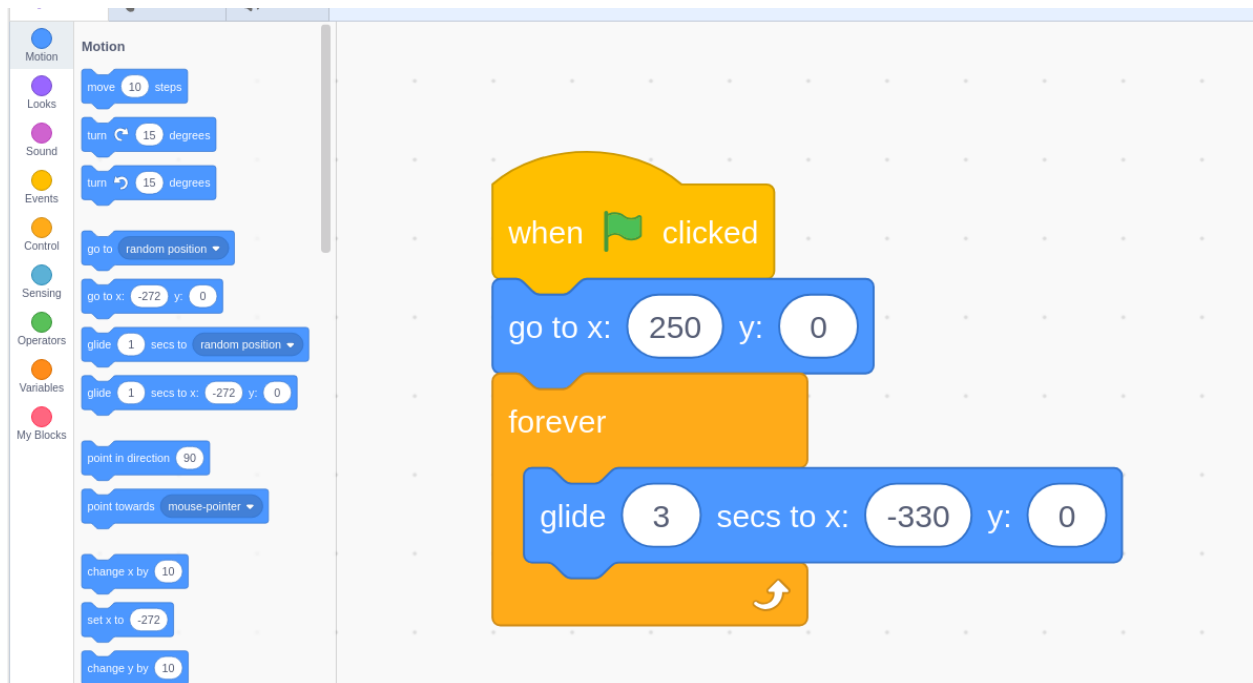 Motion
Looks
Sound
Events
Control
Sensing
Operators
Variables
My Blocks
Motion
move 10 steps
turn 15 degrees
turn 15 degrees
go to random position
go to x: -272 y: 0
glide 1 secs to random position
glide 1 secs to x: -272 y: 0
point in direction 90
point towards mouse-pointer
change x by 10
set x to -272
change y by 10
when clicked
go to x: 250 y: 0
forever
glide 3 secs to x: -330 y: 0